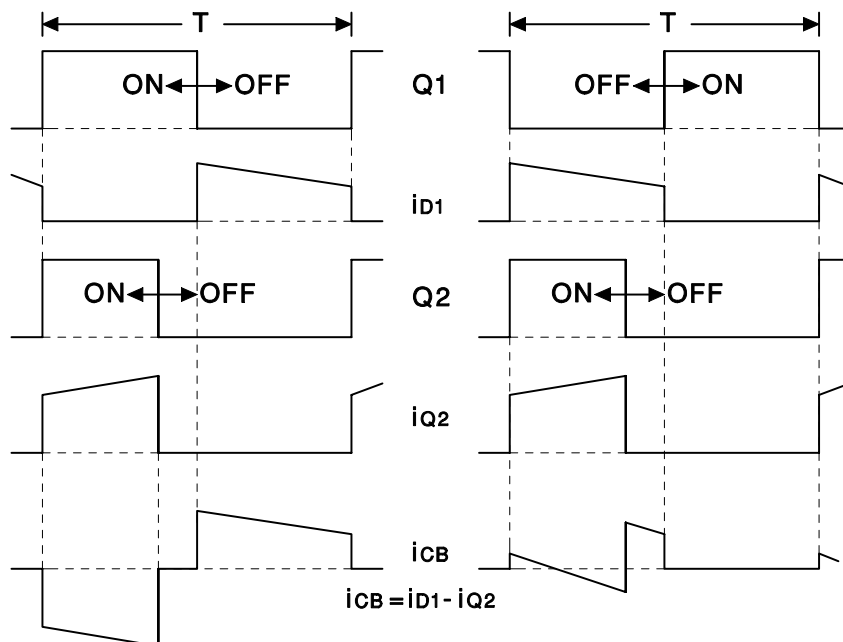 T T
ON OFF Q1 OFF ON
iD1
ON OFF Q2 ON OFF
iQ2
iCB
iCB = iD1 - iQ2